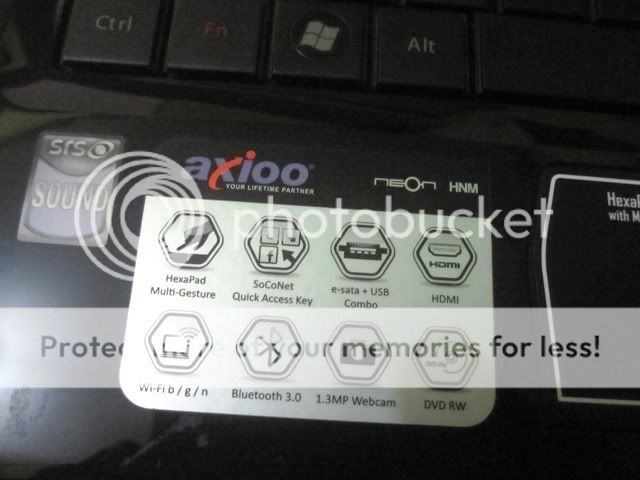 Ctrl Fn Alt
srs
SOUND
axioo
YOUR LIFETIME PARTNER
neon HNM
photobucket
HexaPad
Multi-Gesture
SoCoNet
Quick Access Key
e-sata + USB
Combo
HDMI
HDMI
with M
Protec of your memories for less!
Wi-Fi b / g / n
Bluetooth 3.0
1.3MP Webcam
DVD RW